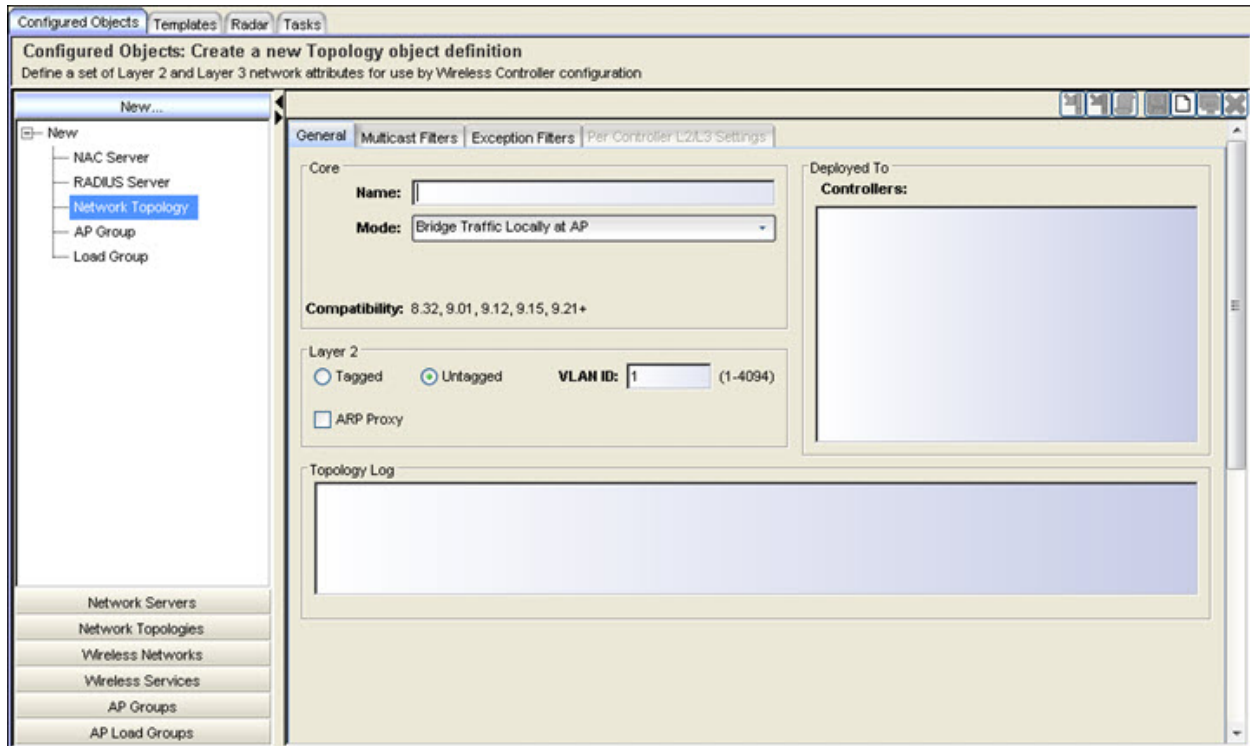 Configured Objects Templates Radar Tasks
Configured Objects: Create a new Topology object definition
Define a set of Layer 2 and Layer 3 network attributes for use by Wireless Controller configuration
New...
New
NAC Server
RADIUS Server
Network Topology
AP Group
Load Group
Network Servers
Network Topologies
Wireless Networks
Wireless Services
AP Groups
AP Load Groups
General Multicast Filters Exception Filters Per Controller L2/L3 Settings
Core
Name:
Mode: Bridge Traffic Locally at AP
Compatibility: 8.32, 9.01, 9.12, 9.15, 9.21+
Deployed To
Controllers:
Layer 2
Tagged Untagged VLAN ID: 1 (1-4094)
ARP Proxy
Topology Log